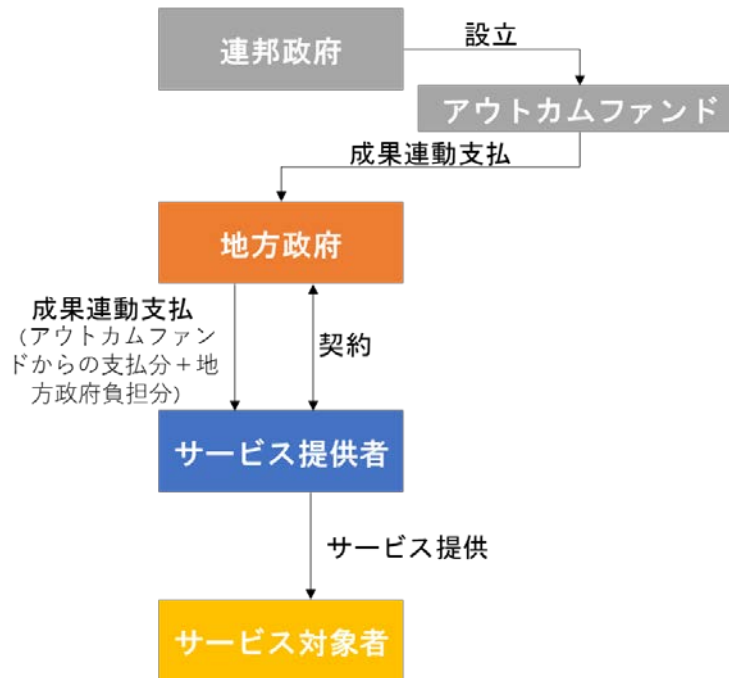 連邦政府
設立
アウトカムファンド
成果連動支払
地方政府
成果連動支払
(アウトカムファン
ドからの支払分+地
方政府負担分)
契約
サービス提供者
サービス提供
サービス対象者